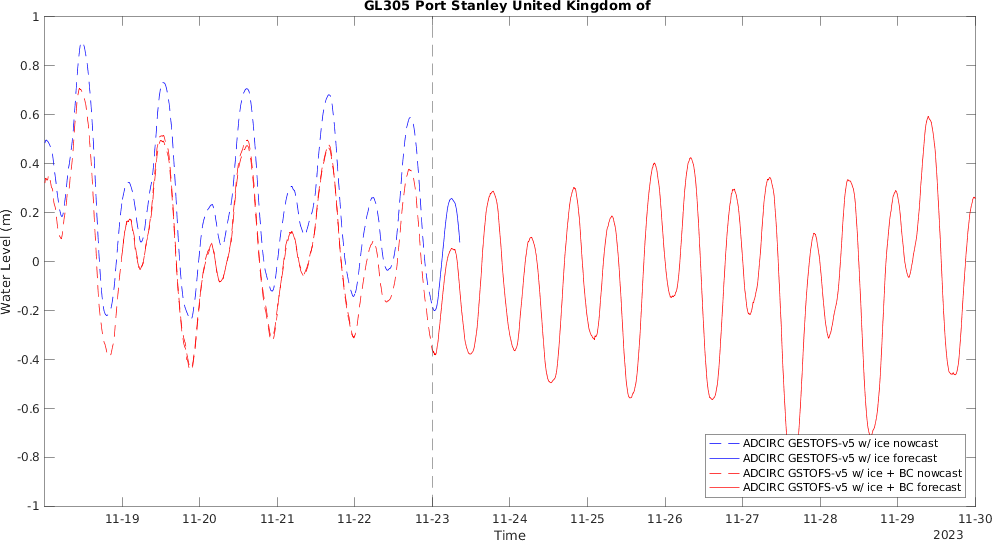 GL305 Port Stanley United Kingdom of
Water Level (m)
1
0.8
0.6
0.4
0.2
0
-0.2
-0.4
-0.6
-0.8
-1
ADCIRC GESTOFS-v5 w/ ice nowcast
ADCIRC GESTOFS-v5 w/ ice forecast
ADCIRC GSTOFS-v5 w/ ice + BC nowcast
ADCIRC GSTOFS-v5 w/ ice + BC forecast
11-19 11-20 11-21 11-22 11-23 11-24 11-25 11-26 11-27 11-28 11-29 11-30
Time
2023